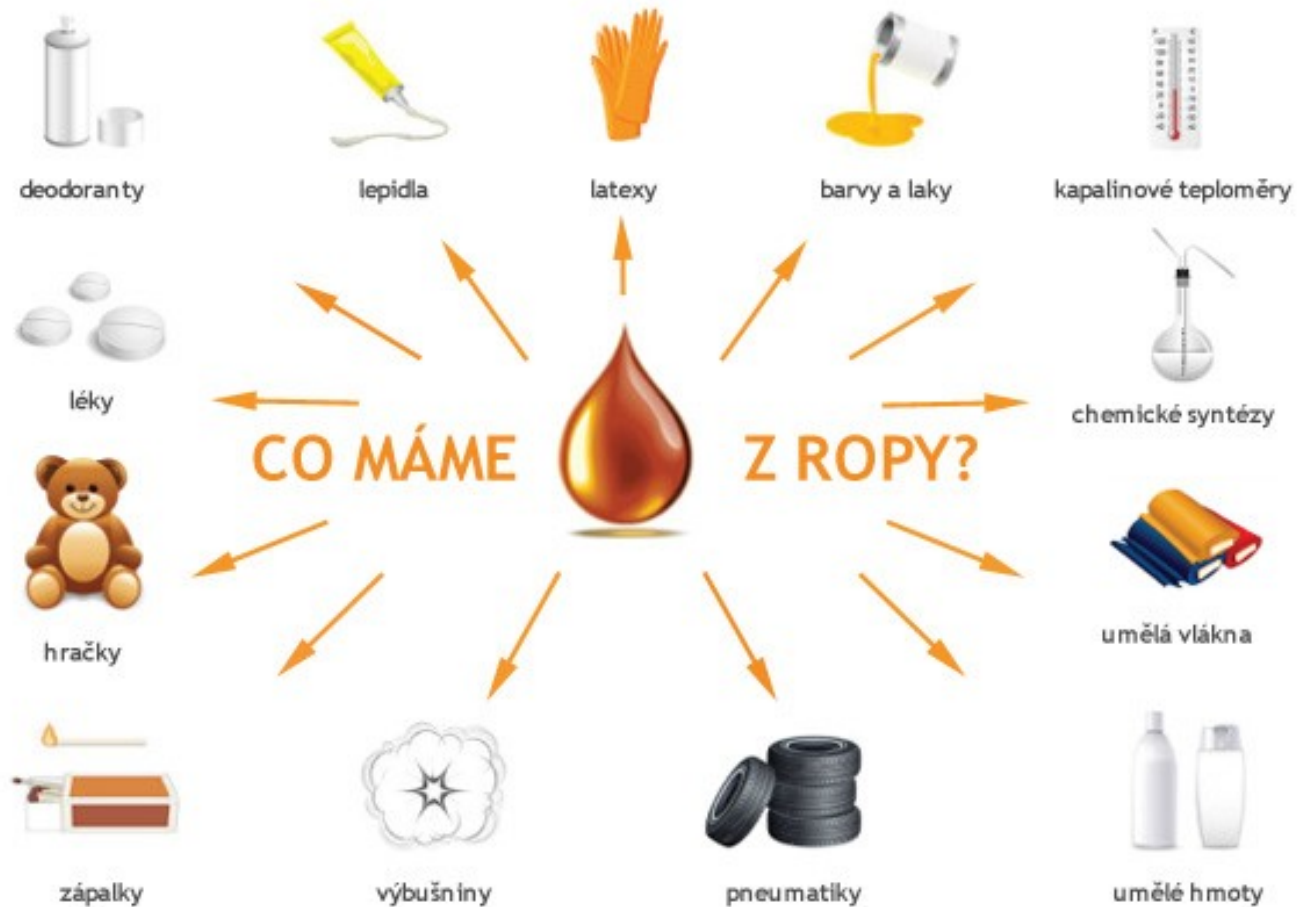 deodoranty
lepidla
latexy
barvy a laky
kapalinové teploměry
léky
chemické syntézy
CO MÁME Z ROPY?
hračky
umělá vlákna
zápalky
výbušniny
pneumatiky
umělé hmoty